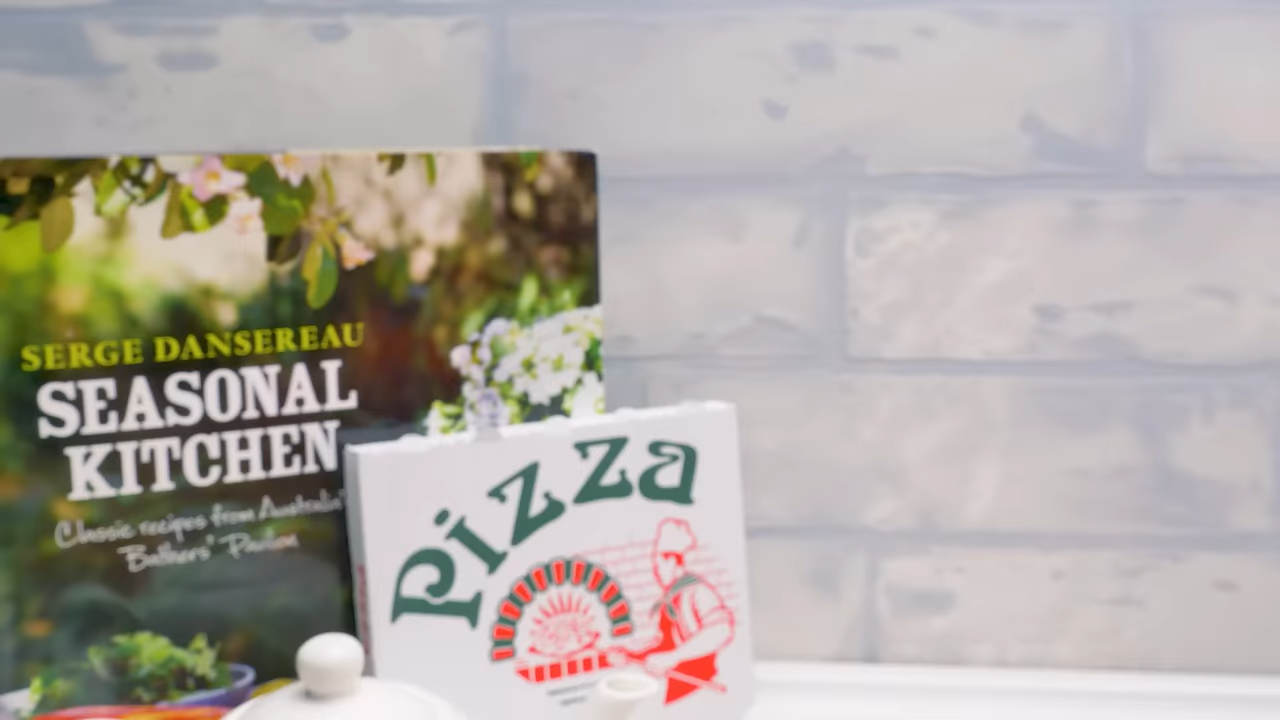 SERGE DANSEREAU
SEASONAL
KITCHEN
Classic recipes from Australia's
Bathers' Pavilion
Pizza